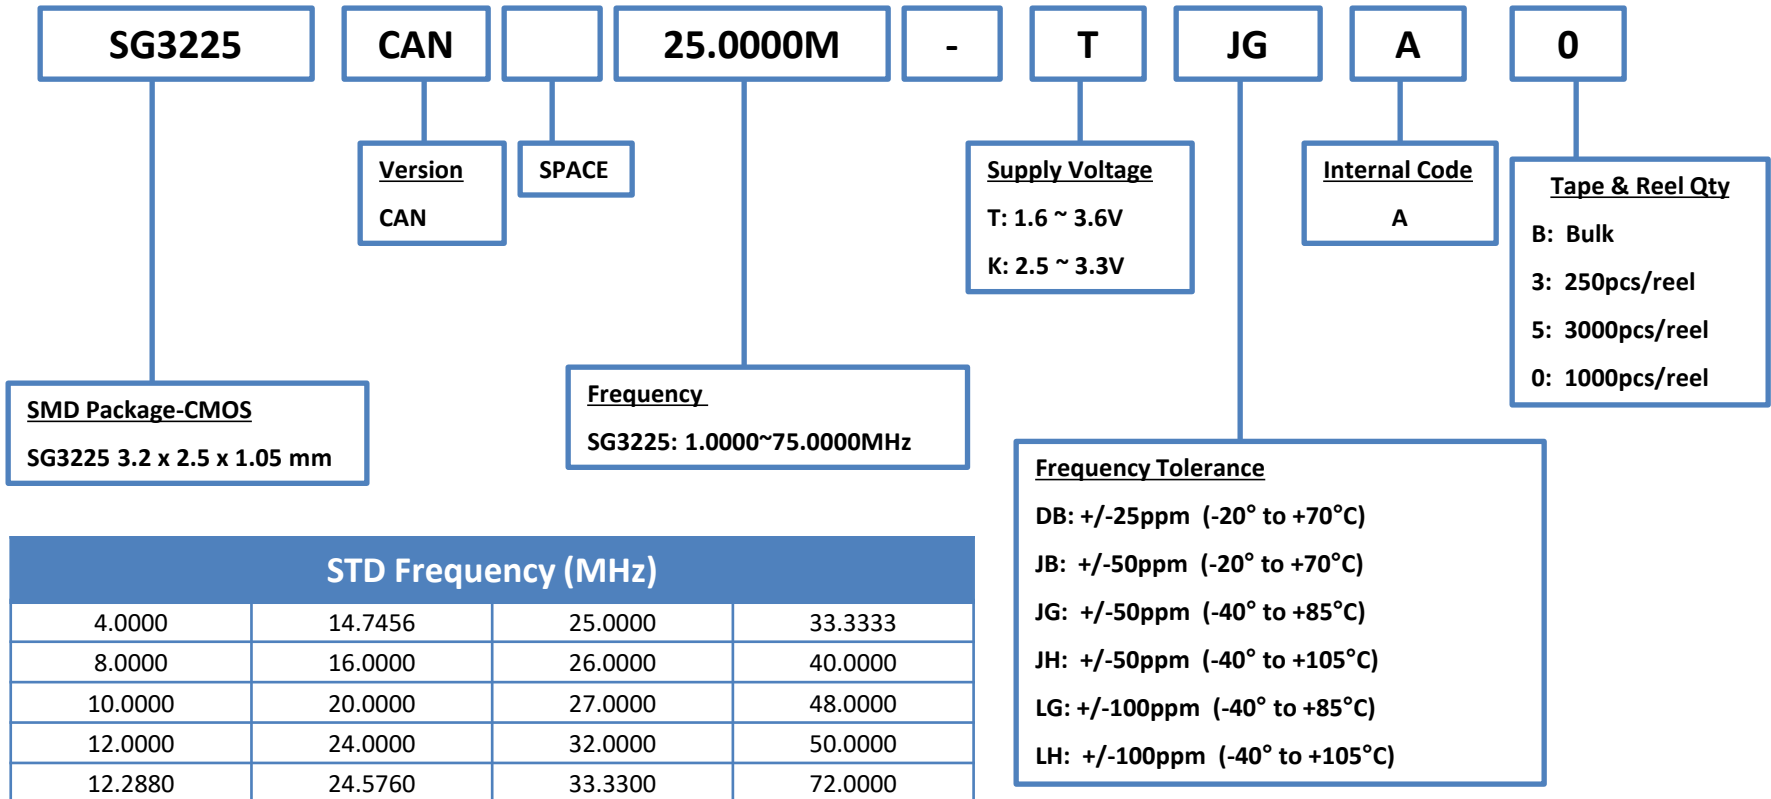 SG3225 CAN 25.0000M - T JG A 0
Version
CAN
SPACE
Supply Voltage
T: 1.6 ~ 3.6V
K: 2.5 ~ 3.3V
Internal Code
A
Tape & Reel Qty
B: Bulk
3: 250pcs/reel
5: 3000pcs/reel
0: 1000pcs/reel
SMD Package-CMOS
SG3225 3.2 x 2.5 x 1.05 mm
Frequency
SG3225: 1.0000~75.0000MHz
Frequency Tolerance
DB: +/-25ppm (-20° to +70°C)
JB: +/-50ppm (-20° to +70°C)
JG: +/-50ppm (-40° to +85°C)
JH: +/-50ppm (-40° to +105°C)
LG: +/-100ppm (-40° to +85°C)
LH: +/-100ppm (-40° to +105°C)
STD Frequency (MHz)
4.0000 14.7456 25.0000 33.3333
8.0000 16.0000 26.0000 40.0000
10.0000 20.0000 27.0000 48.0000
12.0000 24.0000 32.0000 50.0000
12.2880 24.5760 33.3300 72.0000